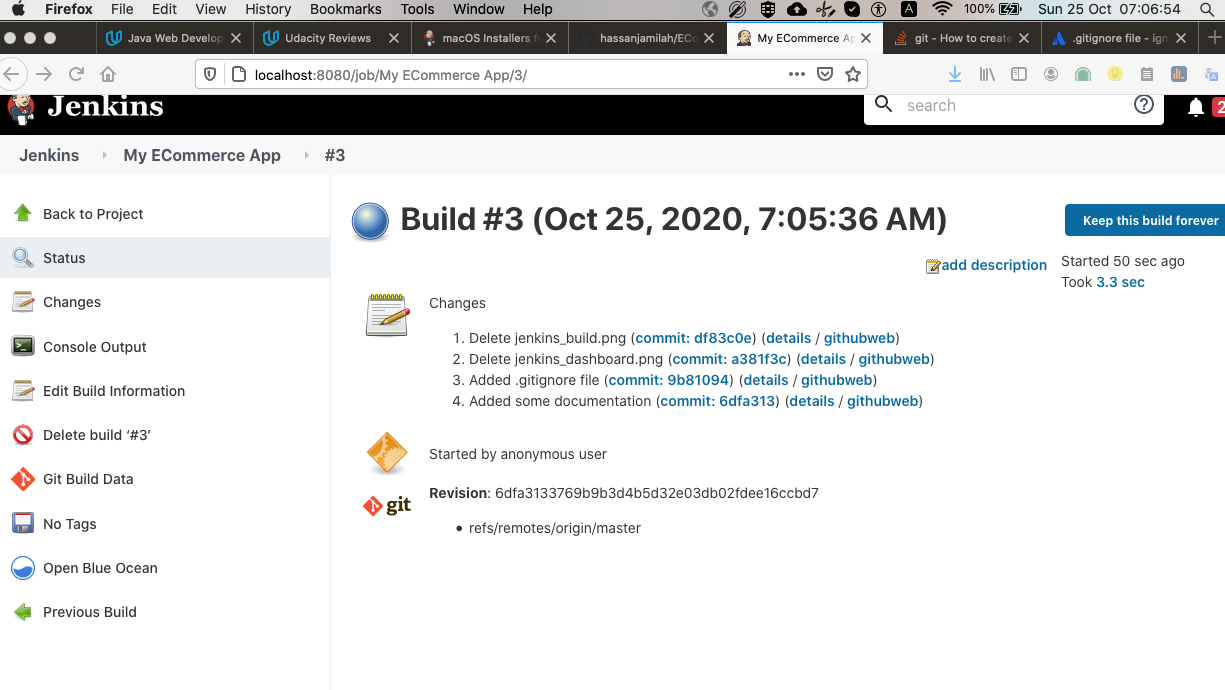 Firefox File Edit View History Bookmarks Tools Window Help A 100% Sun 25 Oct 07:06:54
Java Web Develop Udacity Reviews macOS Installers f hassanjamilah/ECo My ECommerce Ap git - How to create .gitignore file - ign
localhost:8080/job/My ECommerce App/3/
Jenkins
search
2
Jenkins My ECommerce App #3
Back to Project
Status
Changes
Console Output
Edit Build Information
Delete build ‘#3’
Git Build Data
No Tags
Open Blue Ocean
Previous Build
Build #3 (Oct 25, 2020, 7:05:36 AM)
Keep this build forever
add description
Started 50 sec ago
Took 3.3 sec
Changes
1. Delete jenkins_build.png (commit: df83c0e) (details / githubweb)
2. Delete jenkins_dashboard.png (commit: a381f3c) (details / githubweb)
3. Added .gitignore file (commit: 9b81094) (details / githubweb)
4. Added some documentation (commit: 6dfa313) (details / githubweb)
Started by anonymous user
git
Revision: 6dfa3133769b9b3d4b5d32e03db02fdee16ccbd7
• refs/remotes/origin/master